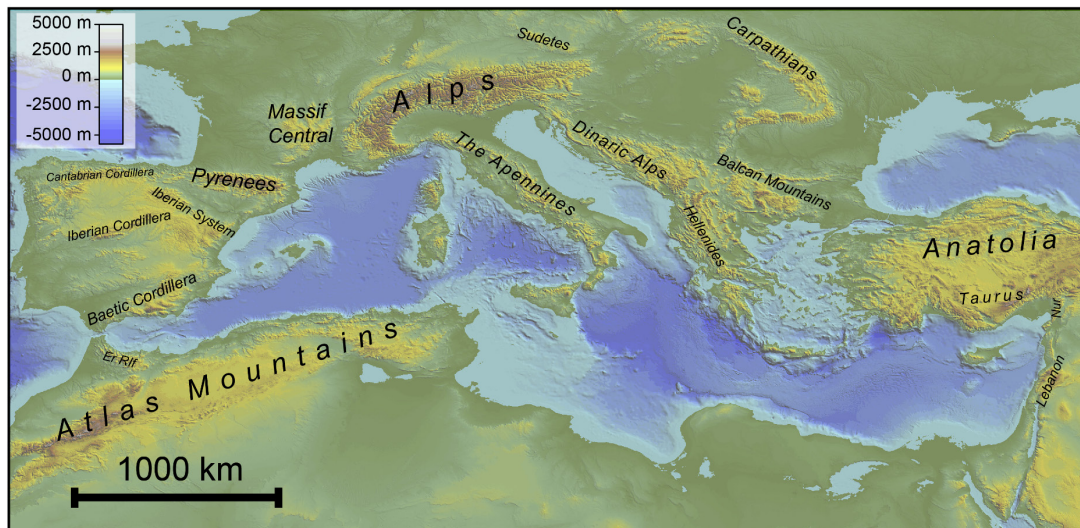 5000 m
2500 m
0 m
-2500 m
-5000 m
Sudetes
Carpathians
Alps
Massif
Central
The Apennines
Dinaric Alps
Cantabrian Cordillera
Pyrenees
Balcan Mountains
Iberian System
Iberian Cordillera
Hellenides
Anatolia
Baetic Cordillera
Taurus
Nur
Er Rif
Atlas Mountains
Lebanon
1000 km